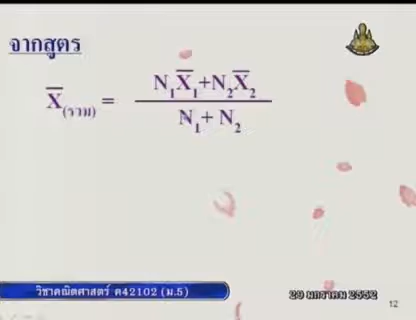 จากสูตร
X̄(รวม) = N₁X̄₁+N₂X̄₂ / N₁+ N₂
วิชาคณิตศาสตร์ ค42102 (ม.5)
29 มกราคม 2552
12